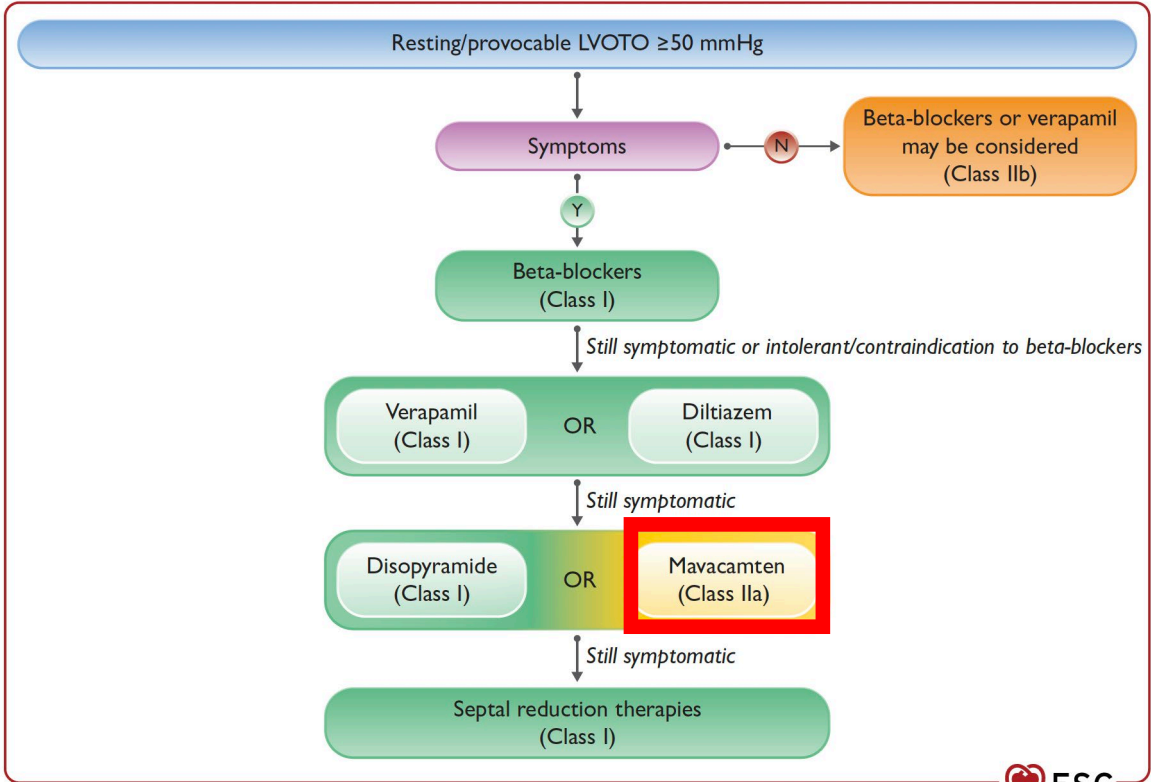 Resting/provocable LVOTO ≥50 mmHg
Symptoms
N
Beta-blockers or verapamil
may be considered
(Class IIb)
Y
Beta-blockers
(Class I)
Still symptomatic or intolerant/contraindication to beta-blockers
Verapamil
(Class I)
OR
Diltiazem
(Class I)
Still symptomatic
Disopyramide
(Class I)
OR
Mavacamten
(Class IIa)
Still symptomatic
Septal reduction therapies
(Class I)
ESC